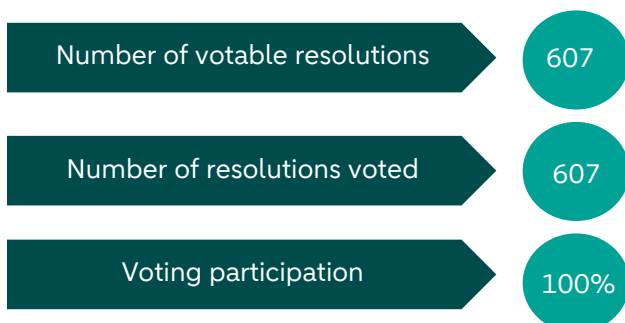 Number of votable resolutions
607
Number of resolutions voted
607
Voting participation
100%